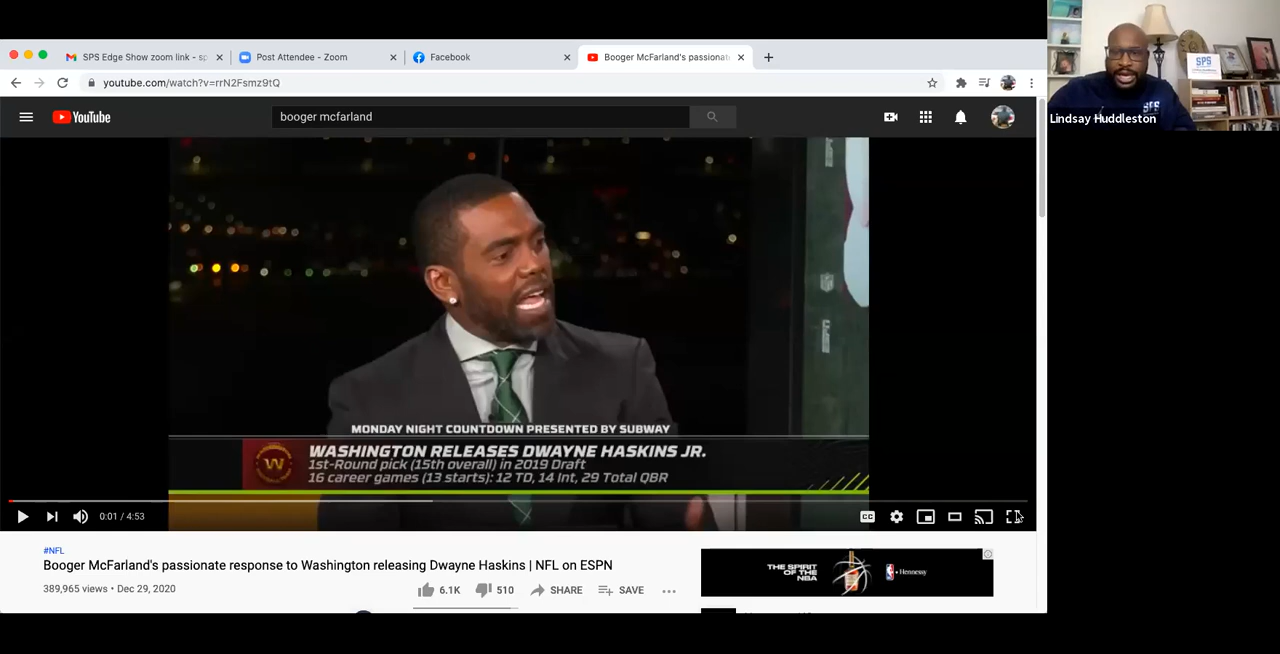 SPS Edge Show zoom link - sp
Post Attendee - Zoom
Facebook
Booger McFarland's passionat
youtube.com/watch?v=rrN2Fsmz9tQ
YouTube
booger mcfarland
SPS
SPS
Lindsay Huddleston
MONDAY NIGHT COUNTDOWN PRESENTED BY SUBWAY
W
WASHINGTON RELEASES DWAYNE HASKINS JR.
1st-Round pick (15th overall) in 2019 Draft
16 career games (13 starts): 12 TD, 14 Int, 29 Total QBR
0:01 / 4:53
CC
#NFL
Booger McFarland's passionate response to Washington releasing Dwayne Haskins | NFL on ESPN
389,965 views • Dec 29, 2020
6.1K
510
SHARE
SAVE
THE SPIRIT
OF THE
NBA
Hennessy